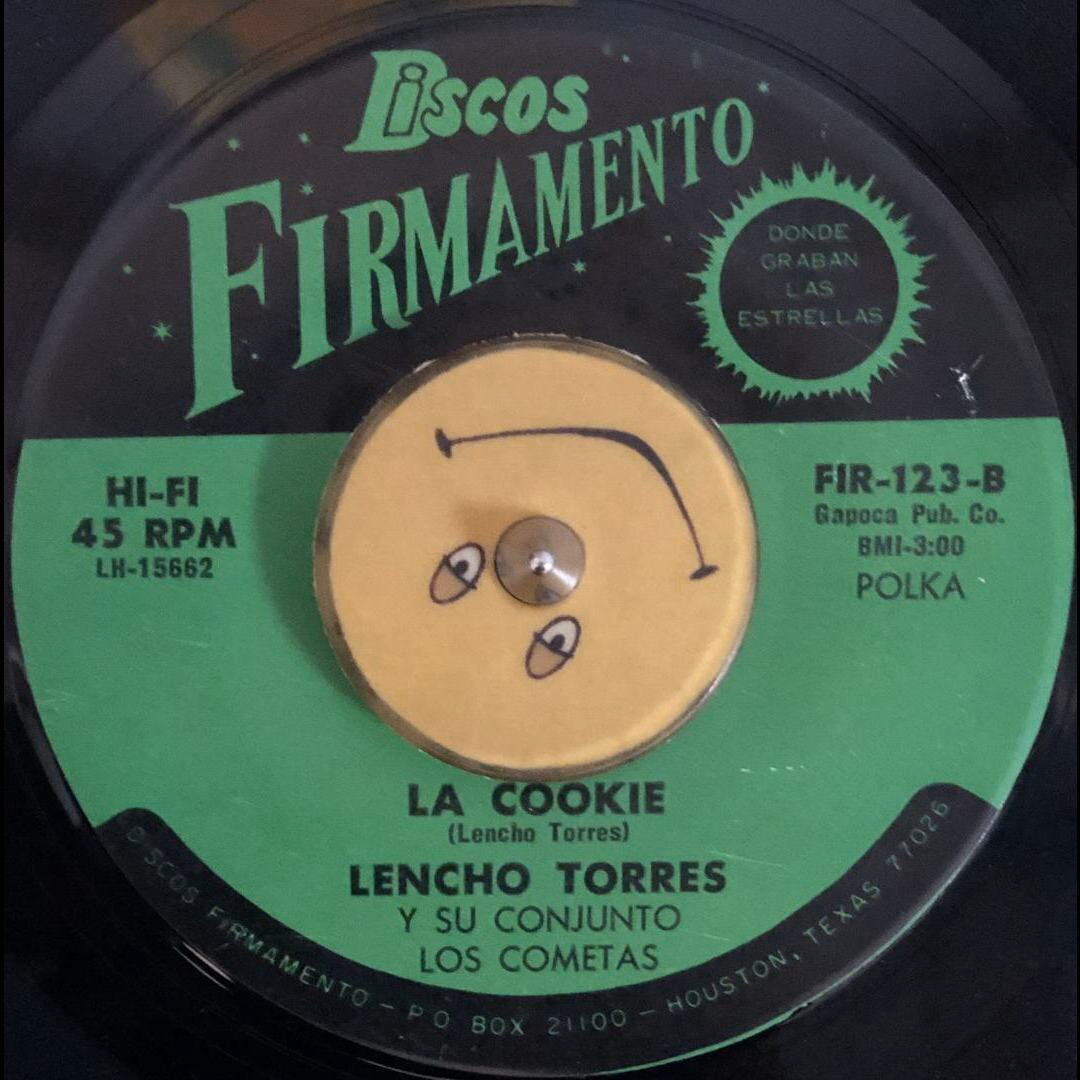 Discos
FIRMAMENTO
DONDE
GRABAN
LAS
ESTRELLAS
HI-FI
45 RPM
LH-15662
FIR-123-B
Gapoca Pub. Co.
BMI-3:00
POLKA
LA COOKIE
(Lencho Torres)
LENCHO TORRES
Y SU CONJUNTO
LOS COMETAS
DISCOS FIRMAMENTO - P O BOX 21100 - HOUSTON, TEXAS 77026